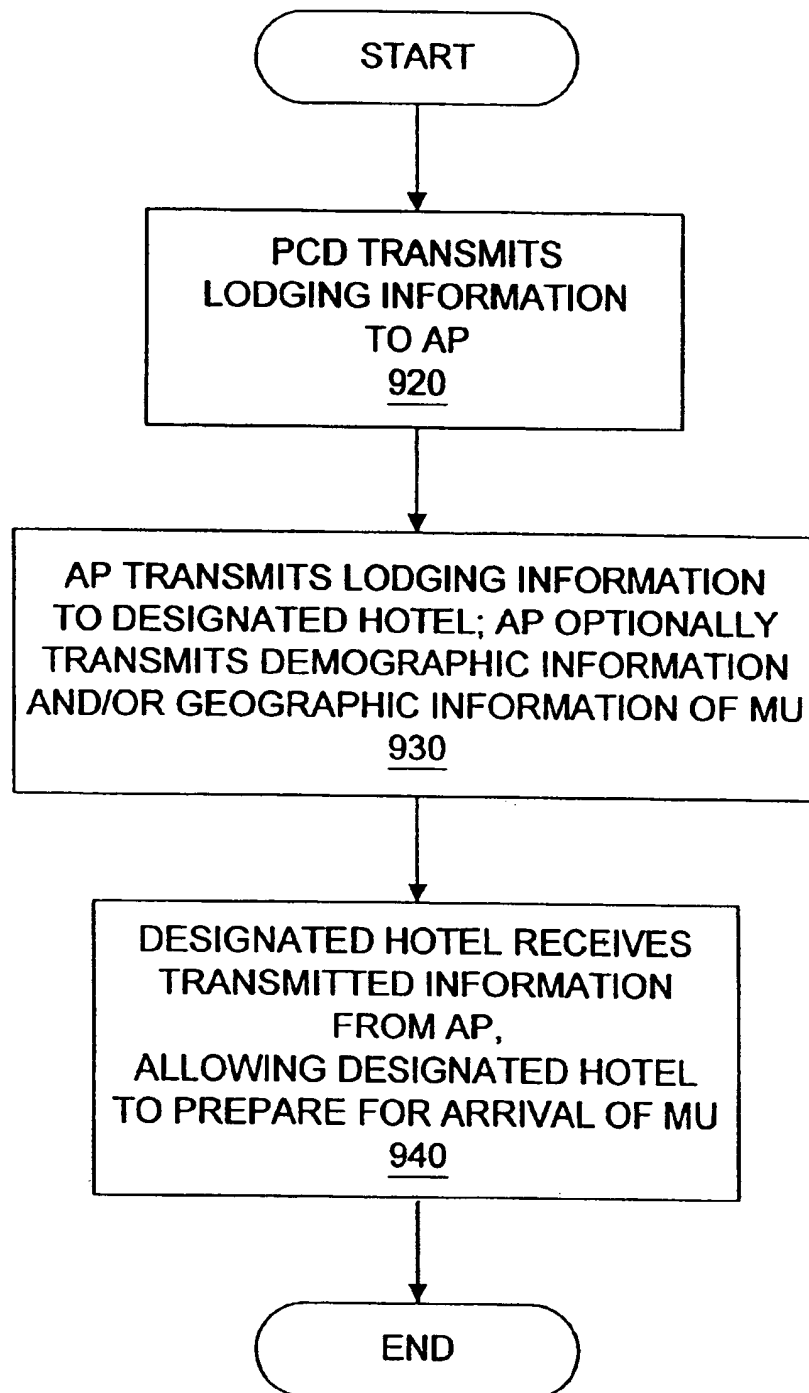 START
PCD TRANSMITS
LODGING INFORMATION
TO AP
920
AP TRANSMITS LODGING INFORMATION
TO DESIGNATED HOTEL; AP OPTIONALLY
TRANSMITS DEMOGRAPHIC INFORMATION
AND/OR GEOGRAPHIC INFORMATION OF MU
930
DESIGNATED HOTEL RECEIVES
TRANSMITTED INFORMATION
FROM AP,
ALLOWING DESIGNATED HOTEL
TO PREPARE FOR ARRIVAL OF MU
940
END